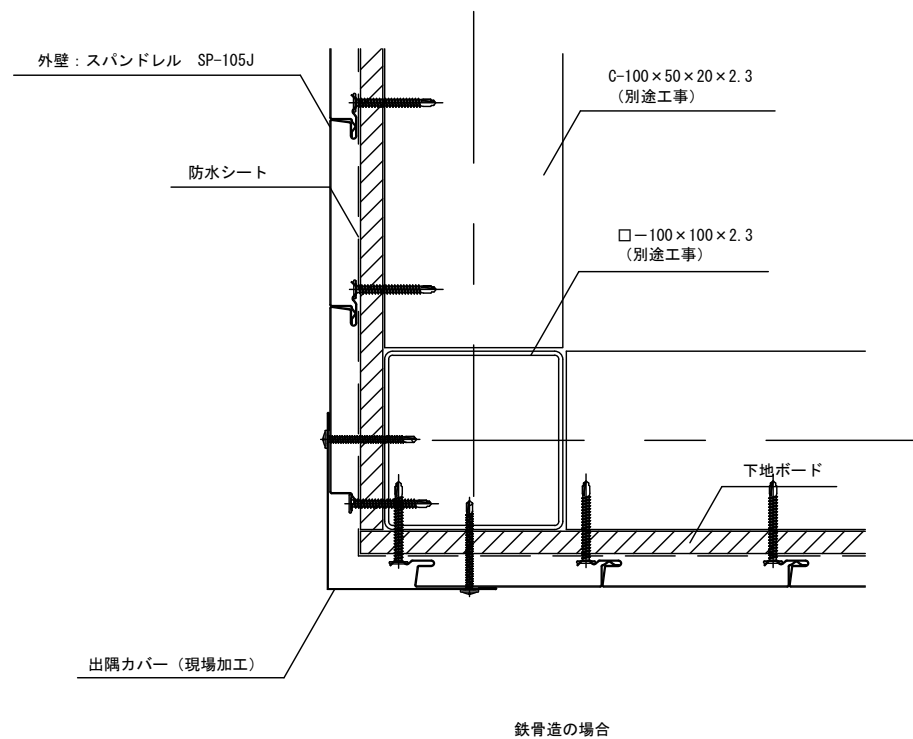 外壁：スパンドレル SP-105J
C-100×50×20×2.3
（別途工事）
防水シート
□－100×100×2.3
（別途工事）
下地ボード
出隅カバー（現場加工）
鉄骨造の場合